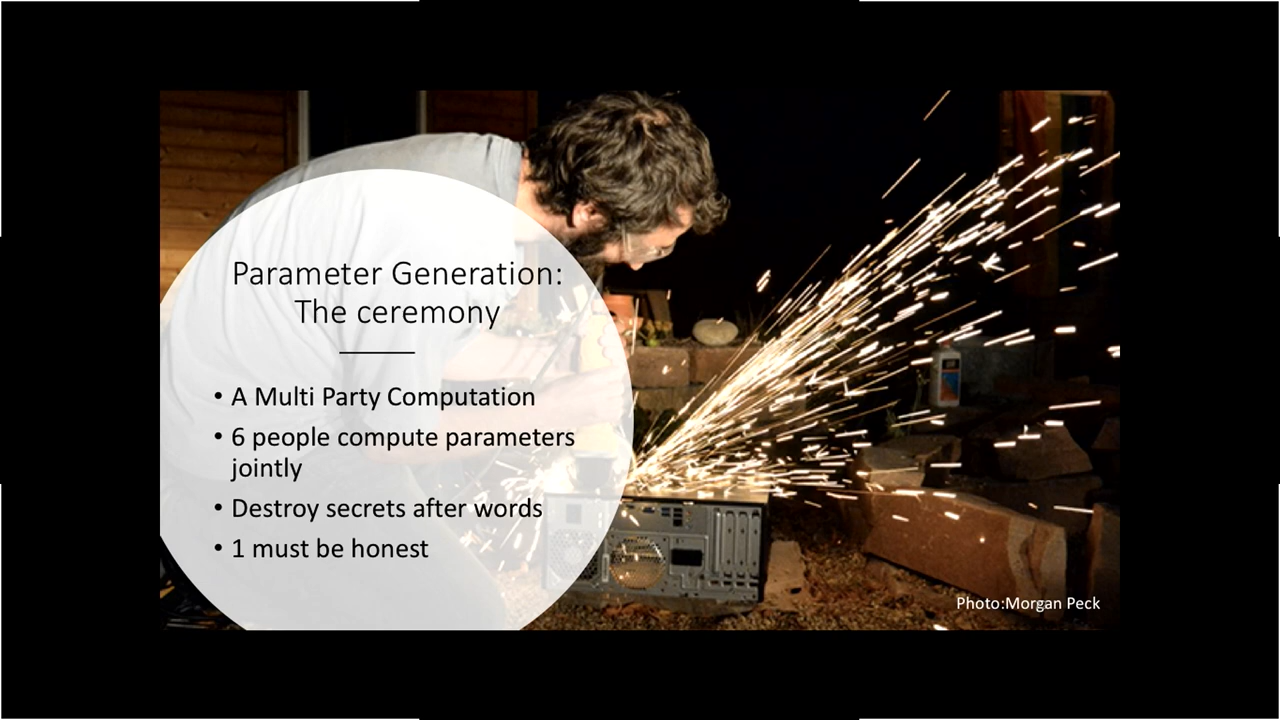 Parameter Generation:
The ceremony
• A Multi Party Computation
• 6 people compute parameters
jointly
• Destroy secrets after words
• 1 must be honest
Photo:Morgan Peck